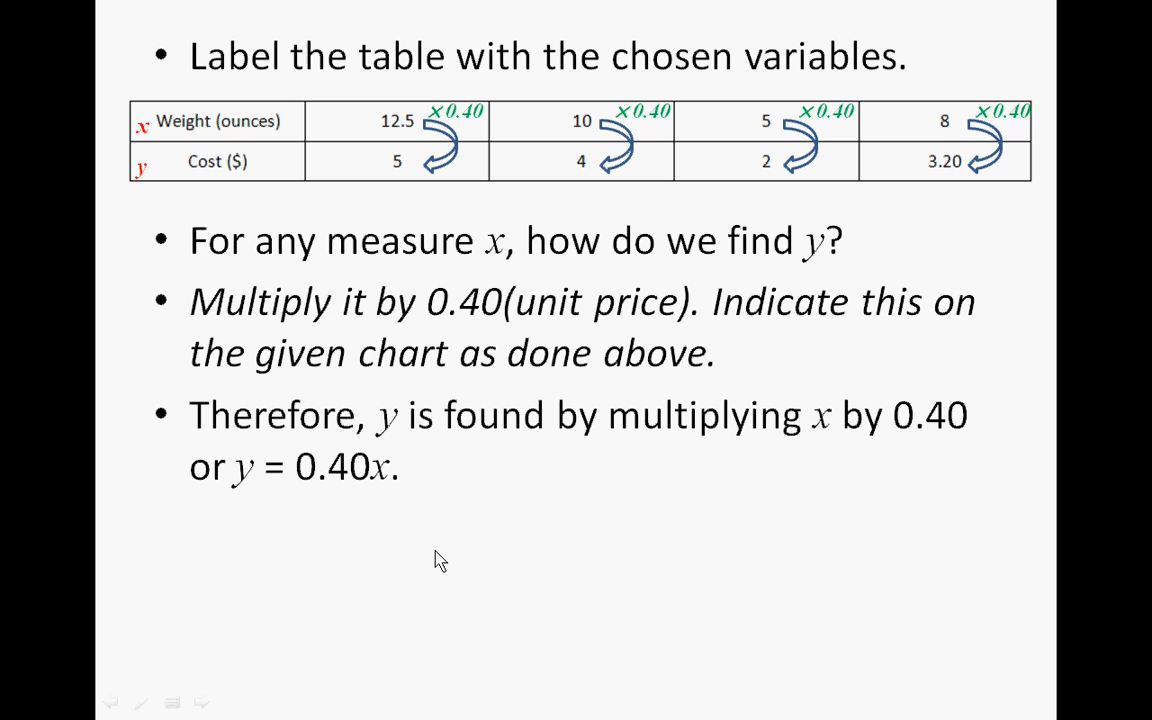 • Label the table with the chosen variables.
x Weight (ounces) 12.5 ×0.40 10 ×0.40 5 ×0.40 8 ×0.40
y Cost ($) 5 4 2 3.20
• For any measure x, how do we find y?
• Multiply it by 0.40(unit price). Indicate this on
the given chart as done above.
• Therefore, y is found by multiplying x by 0.40
or y = 0.40x.